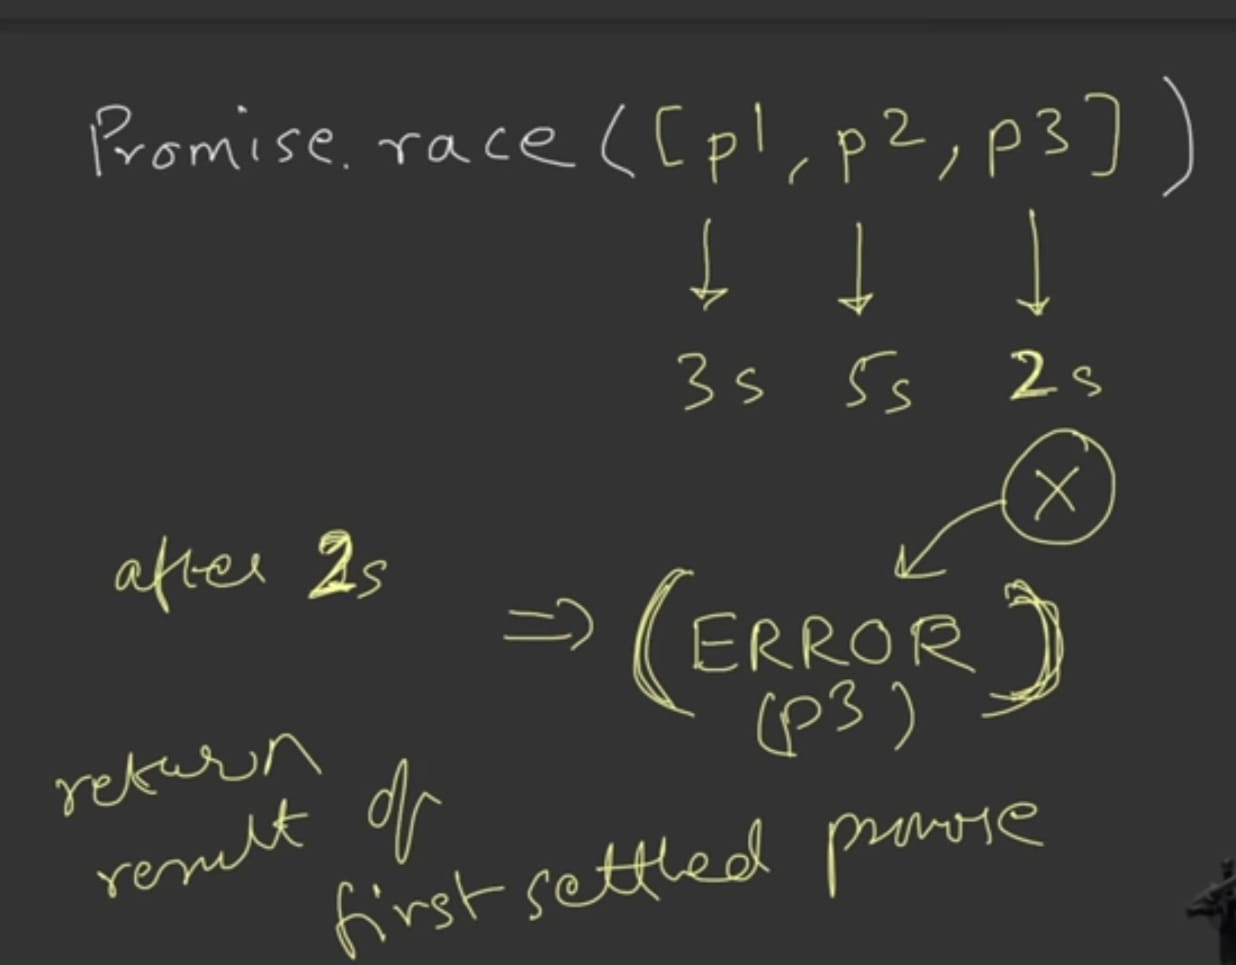 Promise.race([p1, p2, p3])
↓ ↓ ↓
3s 5s 2s
X
after 2s
=> (ERROR)
(p3)
return
result of
first settled promise